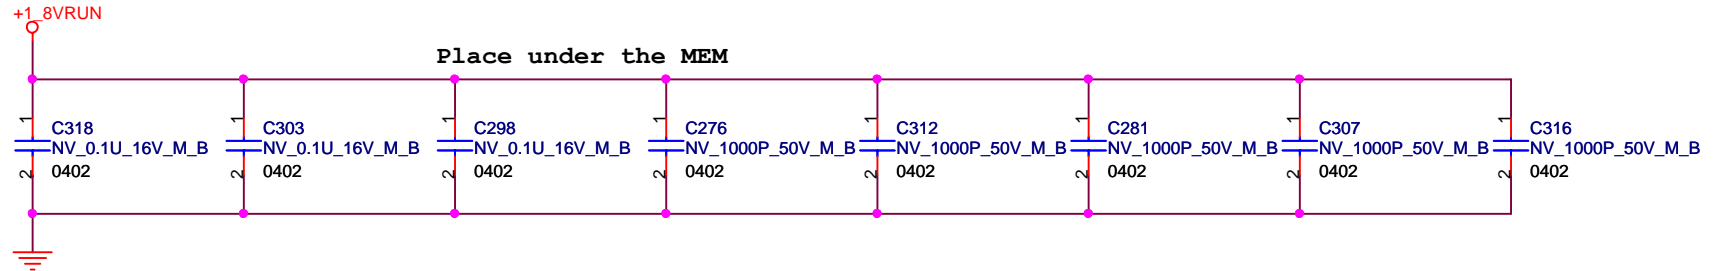 +1_8VRUN
Place under the MEM
1 1 1 1 1 1 1 1
C318 C303 C298 C276 C312 C281 C307 C316
NV_0.1U_16V_M_B NV_0.1U_16V_M_B NV_0.1U_16V_M_B NV_1000P_50V_M_B NV_1000P_50V_M_B NV_1000P_50V_M_B NV_1000P_50V_M_B NV_1000P_50V_M_B
0402 0402 0402 0402 0402 0402 0402 0402
2 2 2 2 2 2 2 2